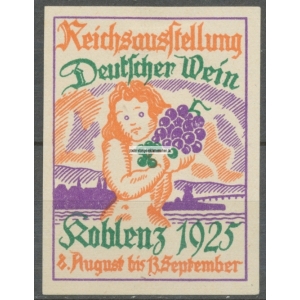 Reichsausstellung
Deutscher Wein
Koblenz 1925
8. August bis 13. September